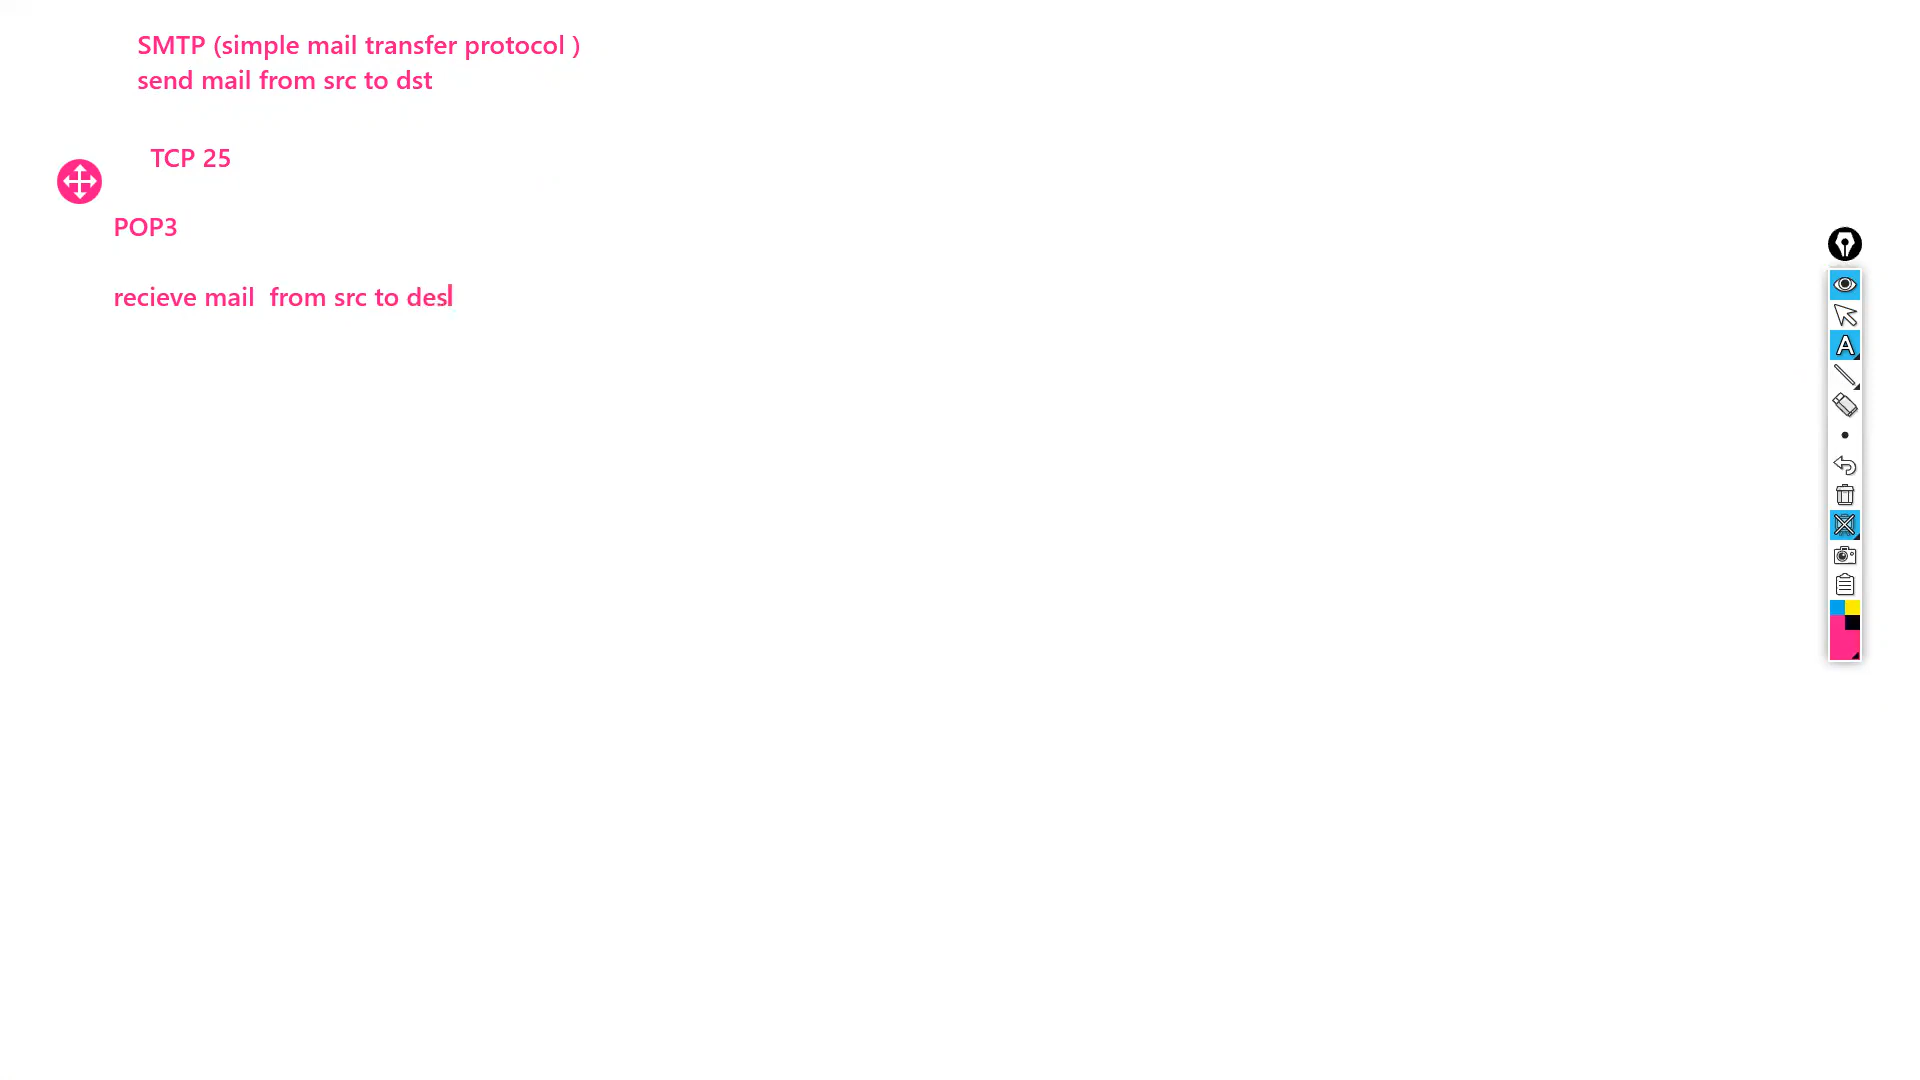 SMTP (simple mail transfer protocol )
send mail from src to dst
TCP 25
POP3
recieve mail  from src to des